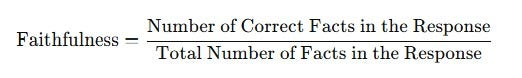 Faithfulness = Number of Correct Facts in the Response
Total Number of Facts in the Response